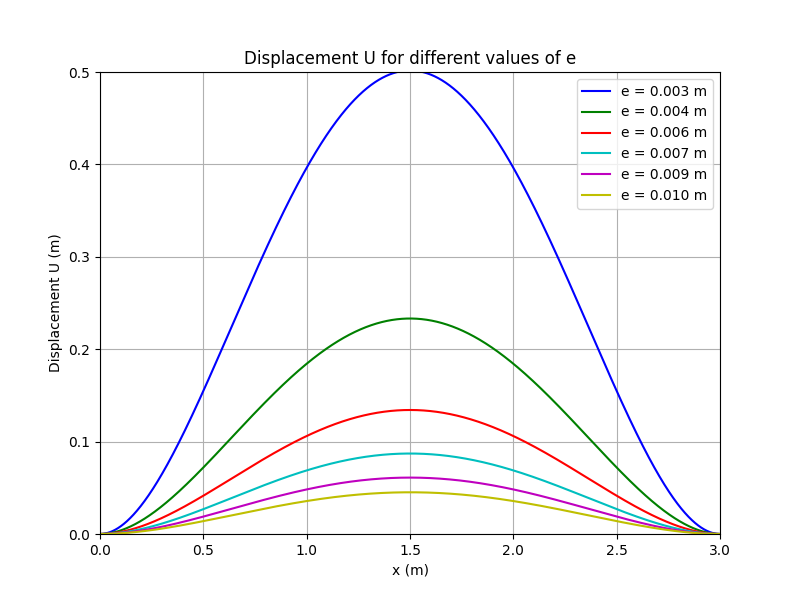 Displacement U for different values of e
0.5
0.4
0.3
0.2
0.1
0.0
Displacement U (m)
e = 0.003 m
e = 0.004 m
e = 0.006 m
e = 0.007 m
e = 0.009 m
e = 0.010 m
0.0 0.5 1.0 1.5 2.0 2.5 3.0
x (m)